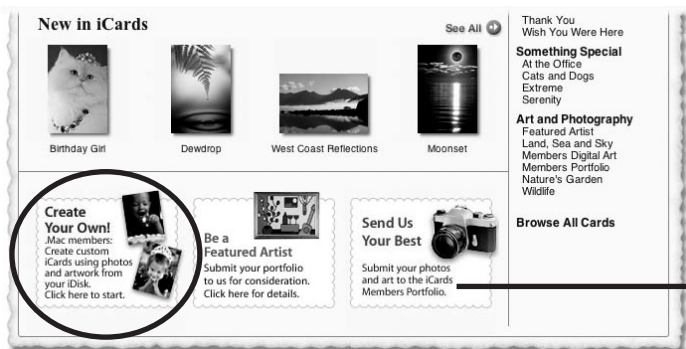 New in iCards
See All
Birthday Girl
Dewdrop
West Coast Reflections
Moonset
Create
Your Own!
.Mac members:
Create custom
iCards using photos
and artwork from
your iDisk.
Click here to start.
Be a
Featured Artist
Submit your portfolio
to us for consideration.
Click here for details.
Send Us
Your Best
Submit your photos
and art to the iCards
Members Portfolio.
Thank You
Wish You Were Here
Something Special
At the Office
Cats and Dogs
Extreme
Serenity
Art and Photography
Featured Artist
Land, Sea and Sky
Members Digital Art
Members Portfolio
Nature's Garden
Wildlife
Browse All Cards